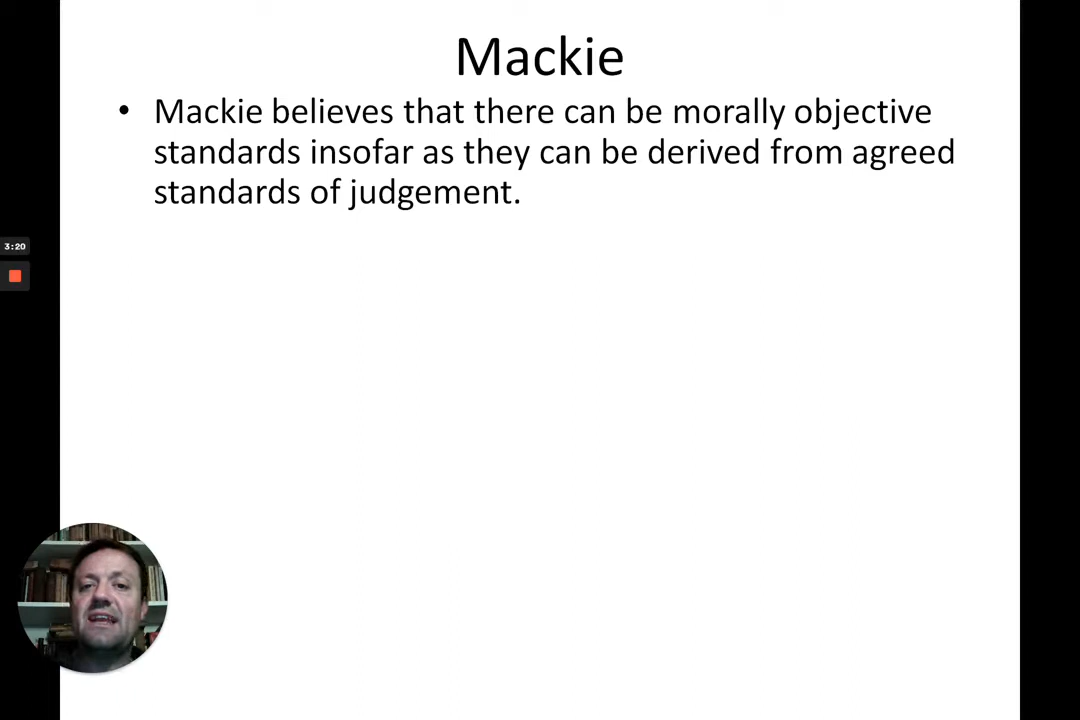 Mackie
• Mackie believes that there can be morally objective
standards insofar as they can be derived from agreed
standards of judgement.
3:20